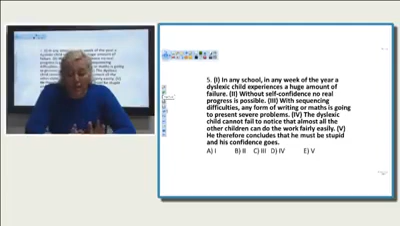 5. (I) In any school, in any week of the year a
dyslexic child experiences a huge amount of
failure. (II) Without self-confidence no real
progress is possible. (III) With sequencing
difficulties, any form of writing or maths is going
to present severe problems. (IV) The dyslexic
child cannot fail to notice that almost all the
other children can do the work fairly easily. (V)
He therefore concludes that he must be stupid
and his confidence goes.
A) I B) II C) III D) IV E) V